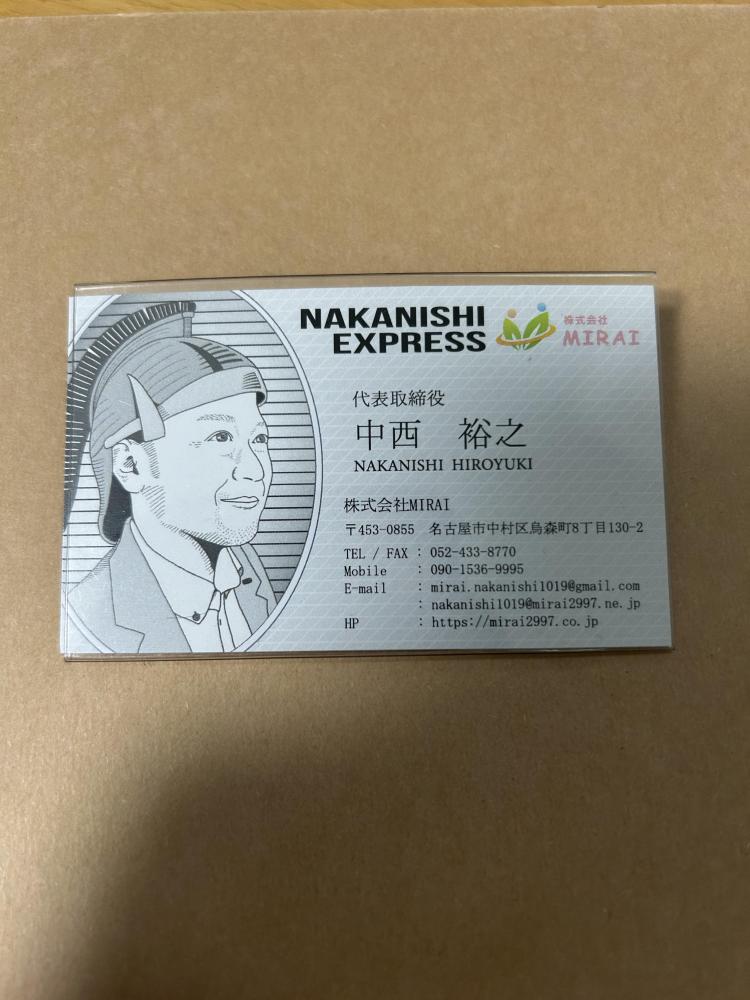 NAKANISHI
EXPRESS
株式会社
MIRAI
代表取締役
中西 裕之
NAKANISHI HIROYUKI
株式会社MIRAI
〒453-0855 名古屋市中村区烏森町8丁目130-2
TEL / FAX : 052-433-8770
Mobile : 090-1536-9995
E-mail : mirai.nakanishi1019@gmail.com
: nakanishi1019@mirai2997.ne.jp
HP : https://mirai2997.co.jp